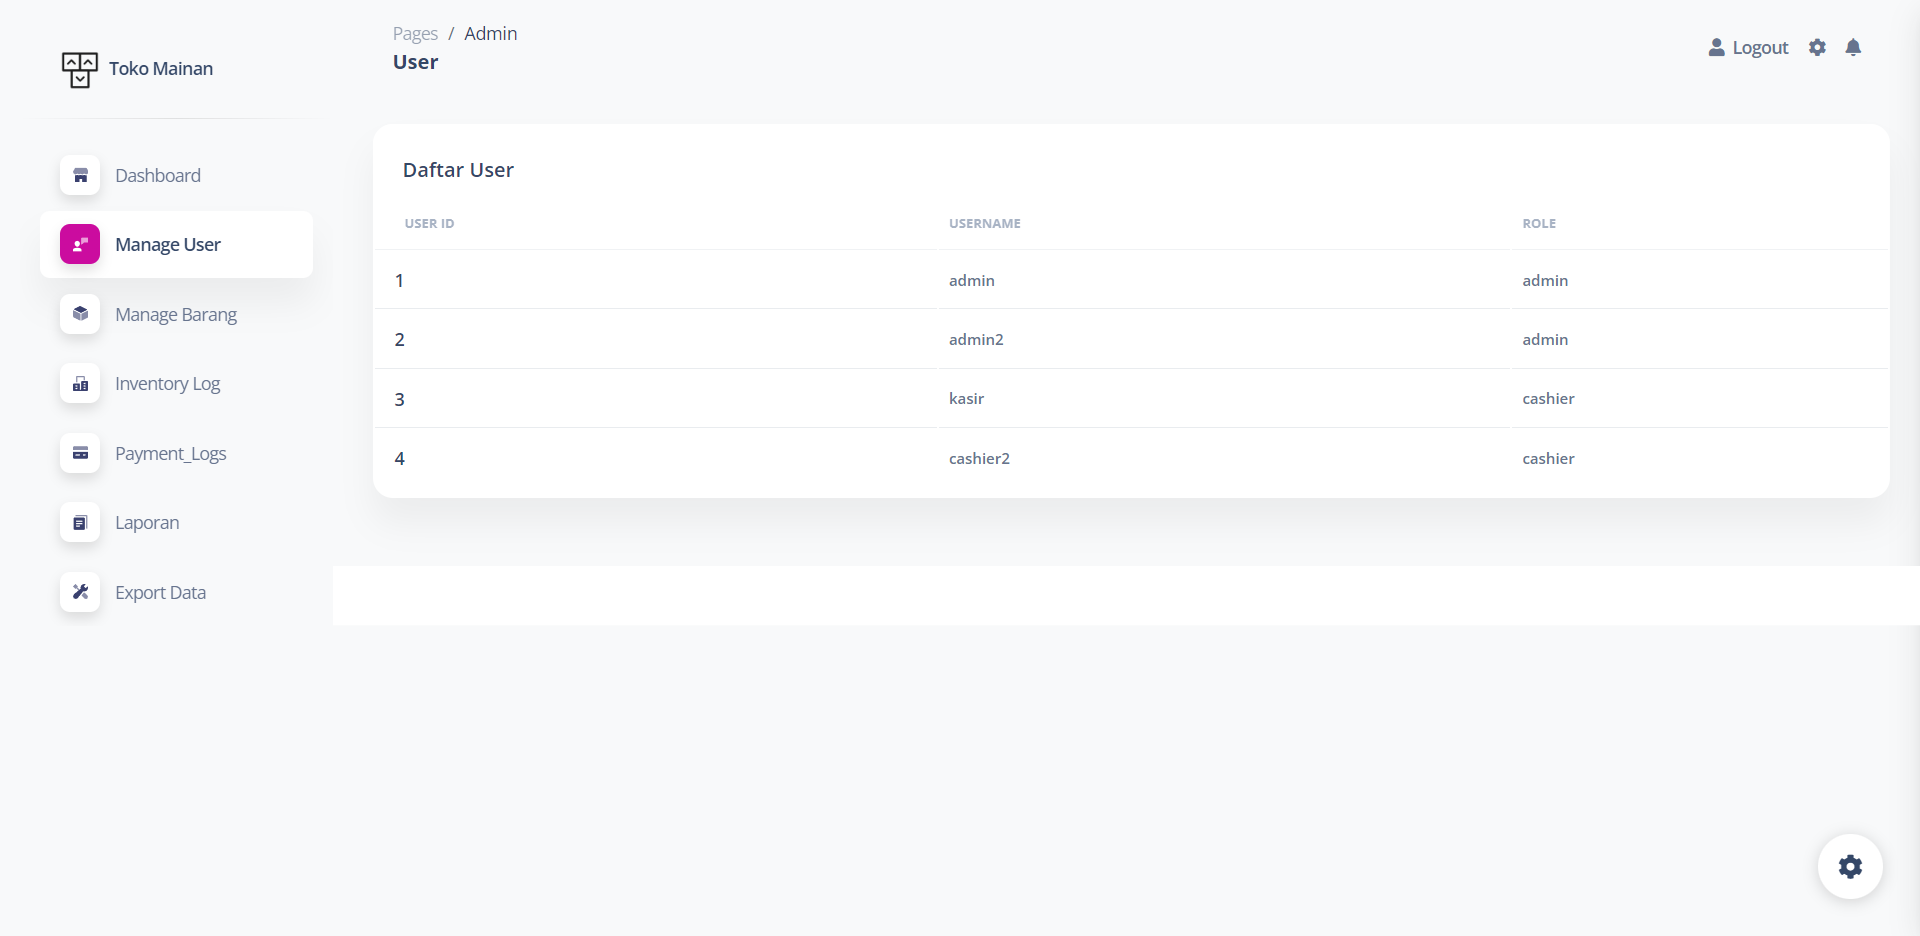 Toko Mainan
Dashboard
Manage User
Manage Barang
Inventory Log
Payment_Logs
Laporan
Export Data
Pages / Admin
User
Logout
Daftar User
USER ID USERNAME ROLE
1 admin admin
2 admin2 admin
3 kasir cashier
4 cashier2 cashier